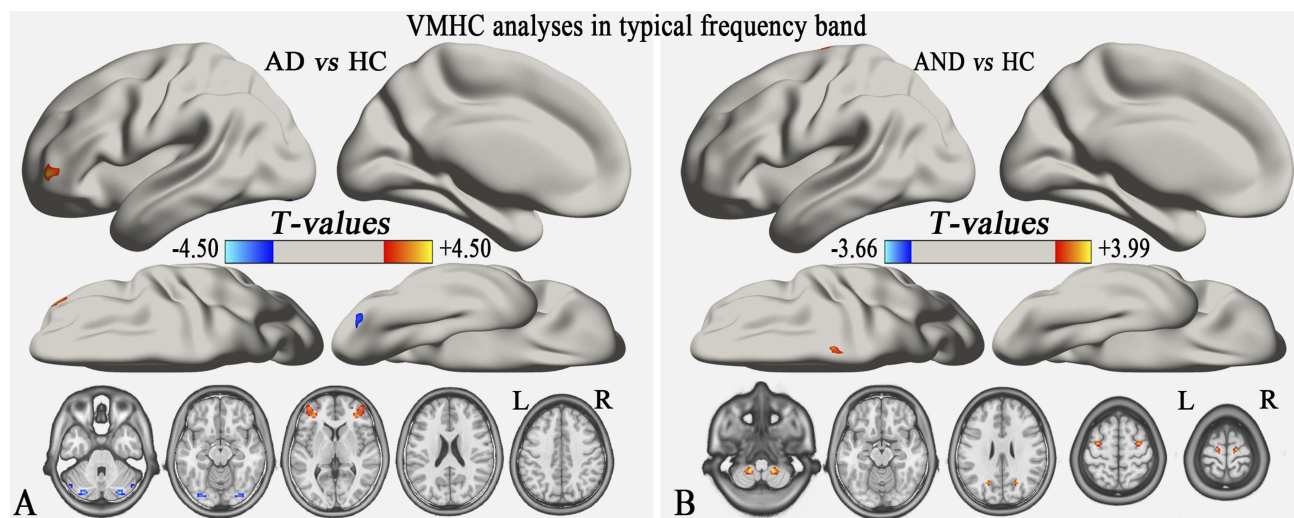 VMHC analyses in typical frequency band
AD vs HC
T-values
-4.50 +4.50
L R
A
AND vs HC
T-values
-3.66 +3.99
L R
B